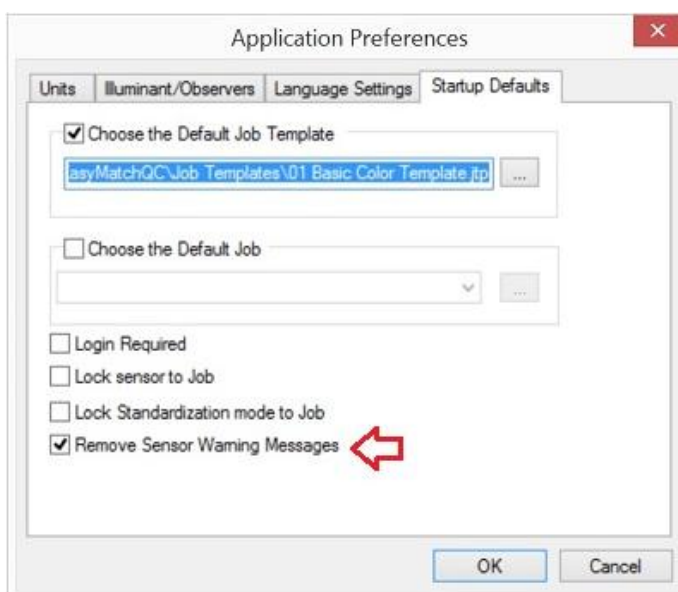 Application Preferences
Units Illuminant/Observers Language Settings Startup Defaults
Choose the Default Job Template
asyMatchQC\Job Templates\01 Basic Color Template.jtp ...
Choose the Default Job
...
Login Required
Lock sensor to Job
Lock Standardization mode to Job
Remove Sensor Warning Messages
OK Cancel